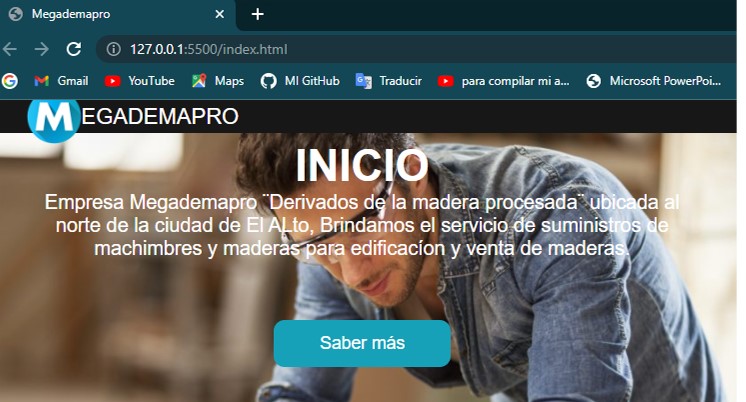 Megademapro
127.0.0.1:5500/index.html
Gmail YouTube Maps MI GitHub Traducir para compilar mi a... Microsoft PowerPoi...
MEGADEMAPRO
INICIO
Empresa Megademapro ¨Derivados de la madera procesada¨ ubicada al
norte de la ciudad de El ALto, Brindamos el servicio de suministros de
machimbres y maderas para edificacíon y venta de maderas.
Saber más